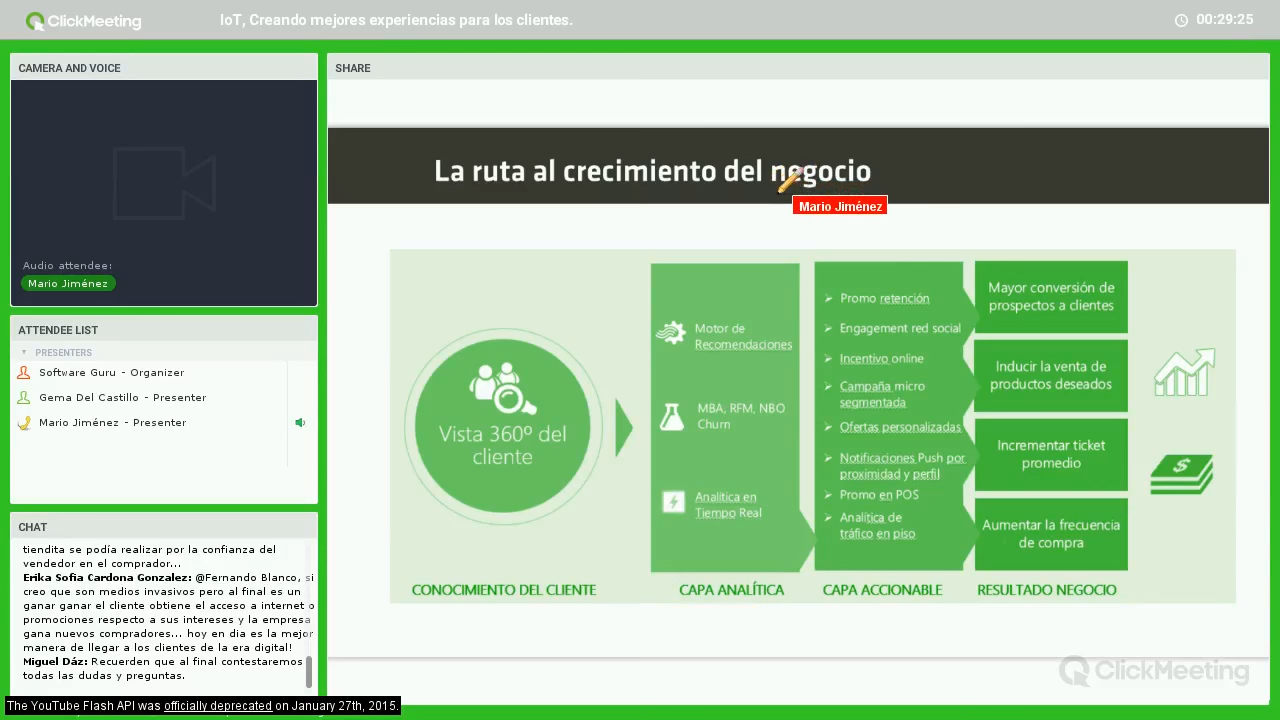 ClickMeeting
IoT, Creando mejores experiencias para los clientes.
00:29:25
CAMERA AND VOICE
Audio attendee:
Mario Jiménez
ATTENDEE LIST
PRESENTERS
Software Guru - Organizer
Gema Del Castillo - Presenter
Mario Jiménez - Presenter
CHAT
tiendita se podía realizar por la confianza del
vendedor en el comprador...
Erika Sofia Cardona Gonzalez: @Fernando Blanco, si
creo que son medios invasivos pero al final es un
ganar ganar el cliente obtiene el acceso a internet o
promociones respecto a sus intereses y la empresa
gana nuevos compradores... hoy en dia es la mejor
manera de llegar a los clientes de la era digital!
Miguel Dáz: Recuerden que al final contestaremos
todas las dudas y preguntas.
The YouTube Flash API was officially deprecated on January 27th, 2015.
SHARE
La ruta al crecimiento del negocio
Mario Jiménez
Vista 360º del
cliente
CONOCIMIENTO DEL CLIENTE
Motor de
Recomendaciones
MBA, RFM, NBO
Churn
Analítica en
Tiempo Real
CAPA ANALÍTICA
Promo retención
Engagement red social
Incentivo online
Campaña micro
segmentada
Ofertas personalizadas
Notificaciones Push por
proximidad y perfil
Promo en POS
Analítica de
tráfico en piso
CAPA ACCIONABLE
Mayor conversión de
prospectos a clientes
Inducir la venta de
productos deseados
Incrementar ticket
promedio
Aumentar la frecuencia
de compra
RESULTADO NEGOCIO
ClickMeeting